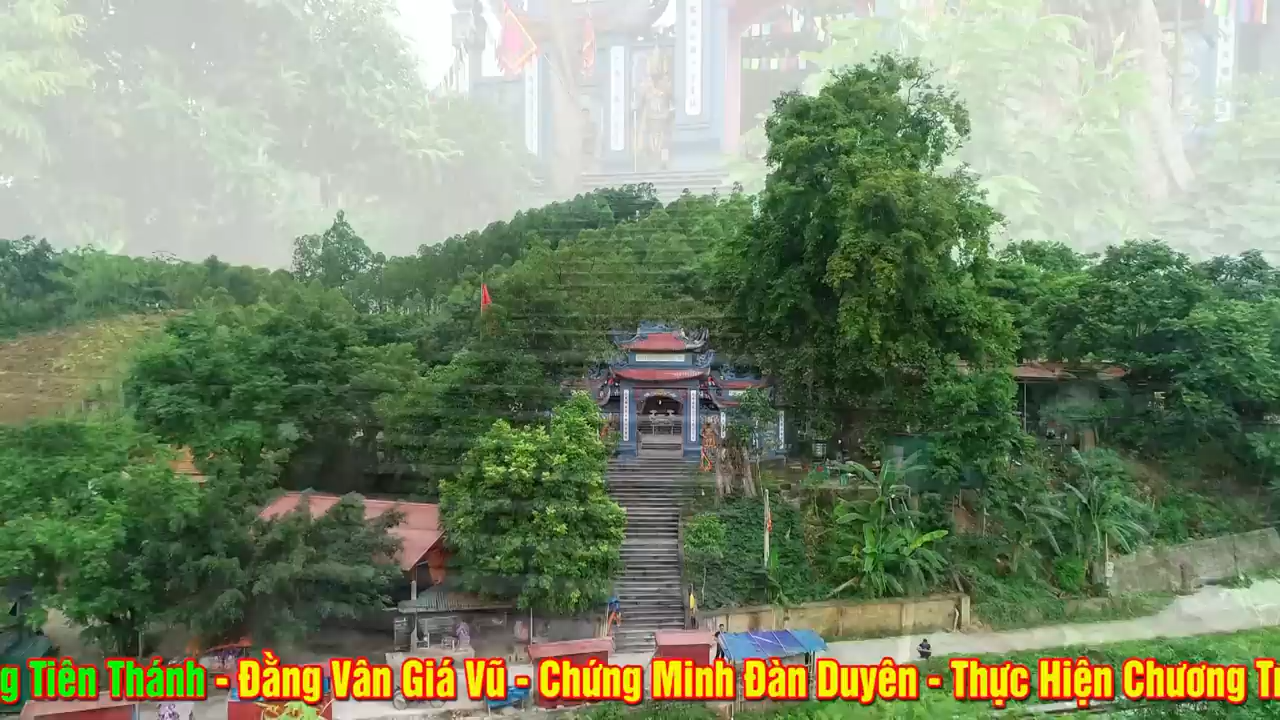 g Tiên Thánh - Đằng Vân Giá Vũ - Chứng Minh Đàn Duyên - Thực Hiện Chương T